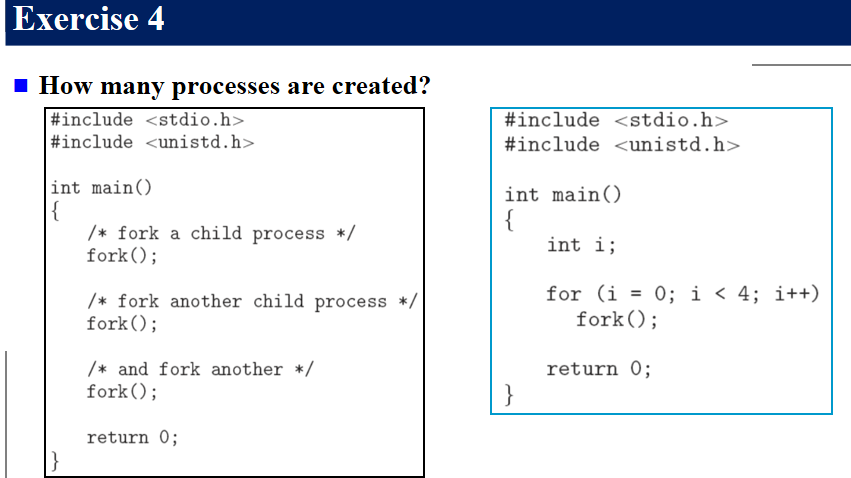 Exercise 4
How many processes are created?
#include <stdio.h>
#include <unistd.h>
int main()
{
/* fork a child process */
fork();
/* fork another child process */
fork();
/* and fork another */
fork();
return 0;
}
#include <stdio.h>
#include <unistd.h>
int main()
{
int i;
for (i = 0; i < 4; i++)
fork();
return 0;
}